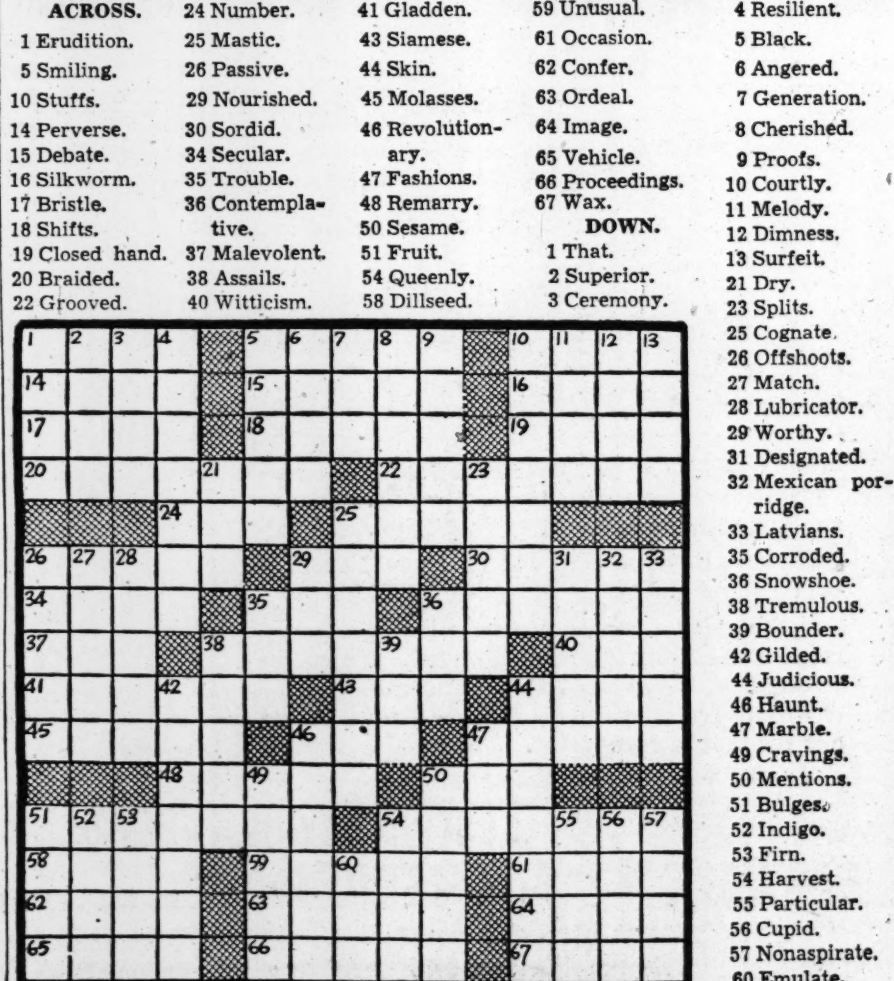 ACROSS.
1 Erudition.
5 Smiling.
10 Stuffs.
14 Perverse.
15 Debate.
16 Silkworm.
17 Bristle.
18 Shifts.
19 Closed hand.
20 Braided.
22 Grooved.
24 Number.
25 Mastic.
26 Passive.
29 Nourished.
30 Sordid.
34 Secular.
35 Trouble.
36 Contempla-
tive.
37 Malevolent.
38 Assails.
40 Witticism.
41 Gladden.
43 Siamese.
44 Skin.
45 Molasses.
46 Revolution-
ary.
47 Fashions.
48 Remarry.
50 Sesame.
51 Fruit.
54 Queenly.
58 Dillseed.
59 Unusual.
61 Occasion.
62 Confer.
63 Ordeal.
64 Image.
65 Vehicle.
66 Proceedings.
67 Wax.
DOWN.
1 That.
2 Superior.
3 Ceremony.
4 Resilient.
5 Black.
6 Angered.
7 Generation.
8 Cherished.
9 Proofs.
10 Courtly.
11 Melody.
12 Dimness.
13 Surfeit.
21 Dry.
23 Splits.
25 Cognate.
26 Offshoots.
27 Match.
28 Lubricator.
29 Worthy.
31 Designated.
32 Mexican por-
ridge.
33 Latvians.
35 Corroded.
36 Snowshoe.
38 Tremulous.
39 Bounder.
42 Gilded.
44 Judicious.
46 Haunt.
47 Marble.
49 Cravings.
50 Mentions.
51 Bulges.
52 Indigo.
53 Firn.
54 Harvest.
55 Particular.
56 Cupid.
57 Nonaspirate.
60 Emulate.
1 2 3 4 5 6 7 8 9 10 11 12 13
14 15 16
17 18 19
20 21 22 23
24 25
26 27 28 29 30 31 32 33
34 35 36
37 38 39 40
41 42 43 44
45 46 47
48 49 50
51 52 53 54 55 56 57
58 59 60 61
62 63 64
65 66 67